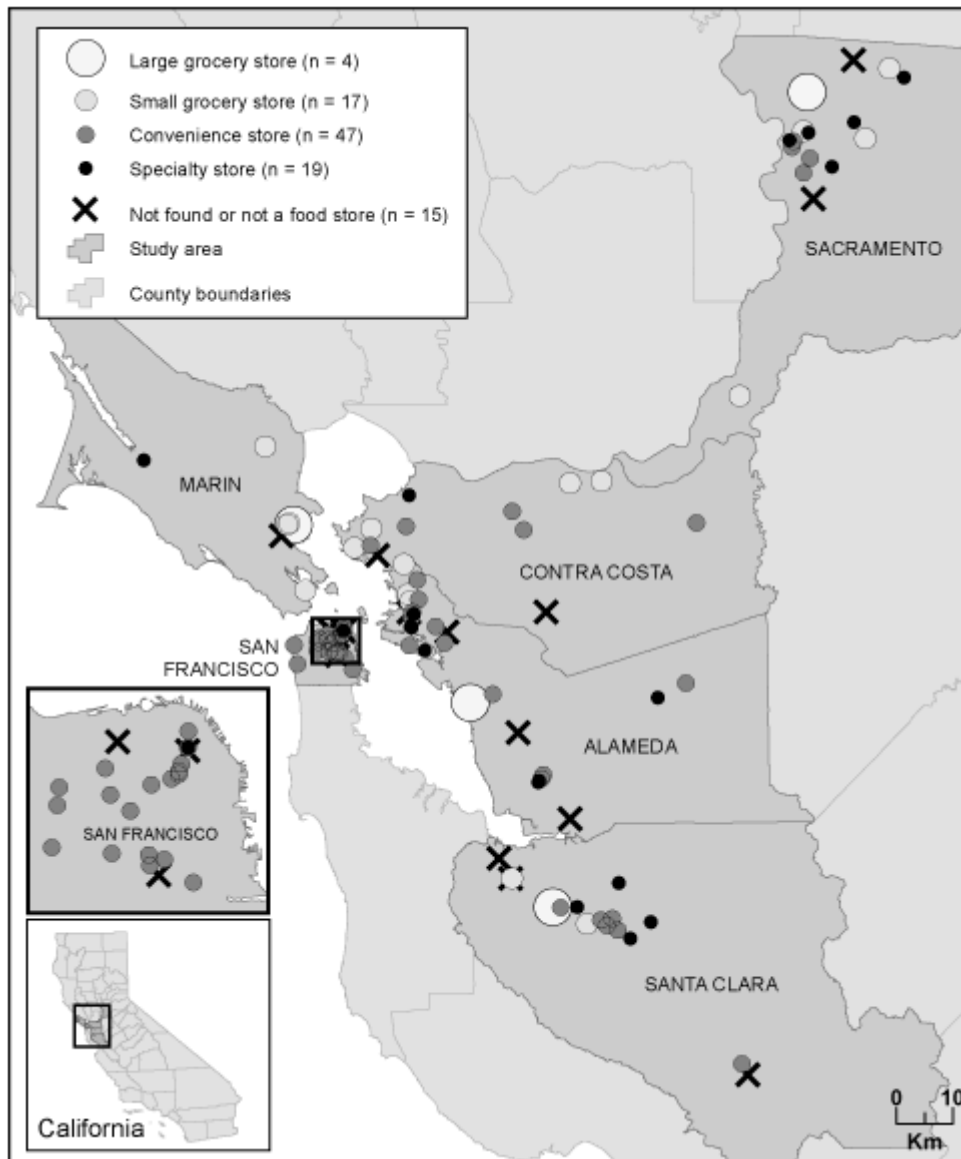 Large grocery store (n = 4)
Small grocery store (n = 17)
Convenience store (n = 47)
Specialty store (n = 19)
Not found or not a food store (n = 15)
Study area
County boundaries
SACRAMENTO
MARIN
CONTRA COSTA
SAN
FRANCISCO
ALAMEDA
SAN FRANCISCO
SANTA CLARA
California
0 10
Km